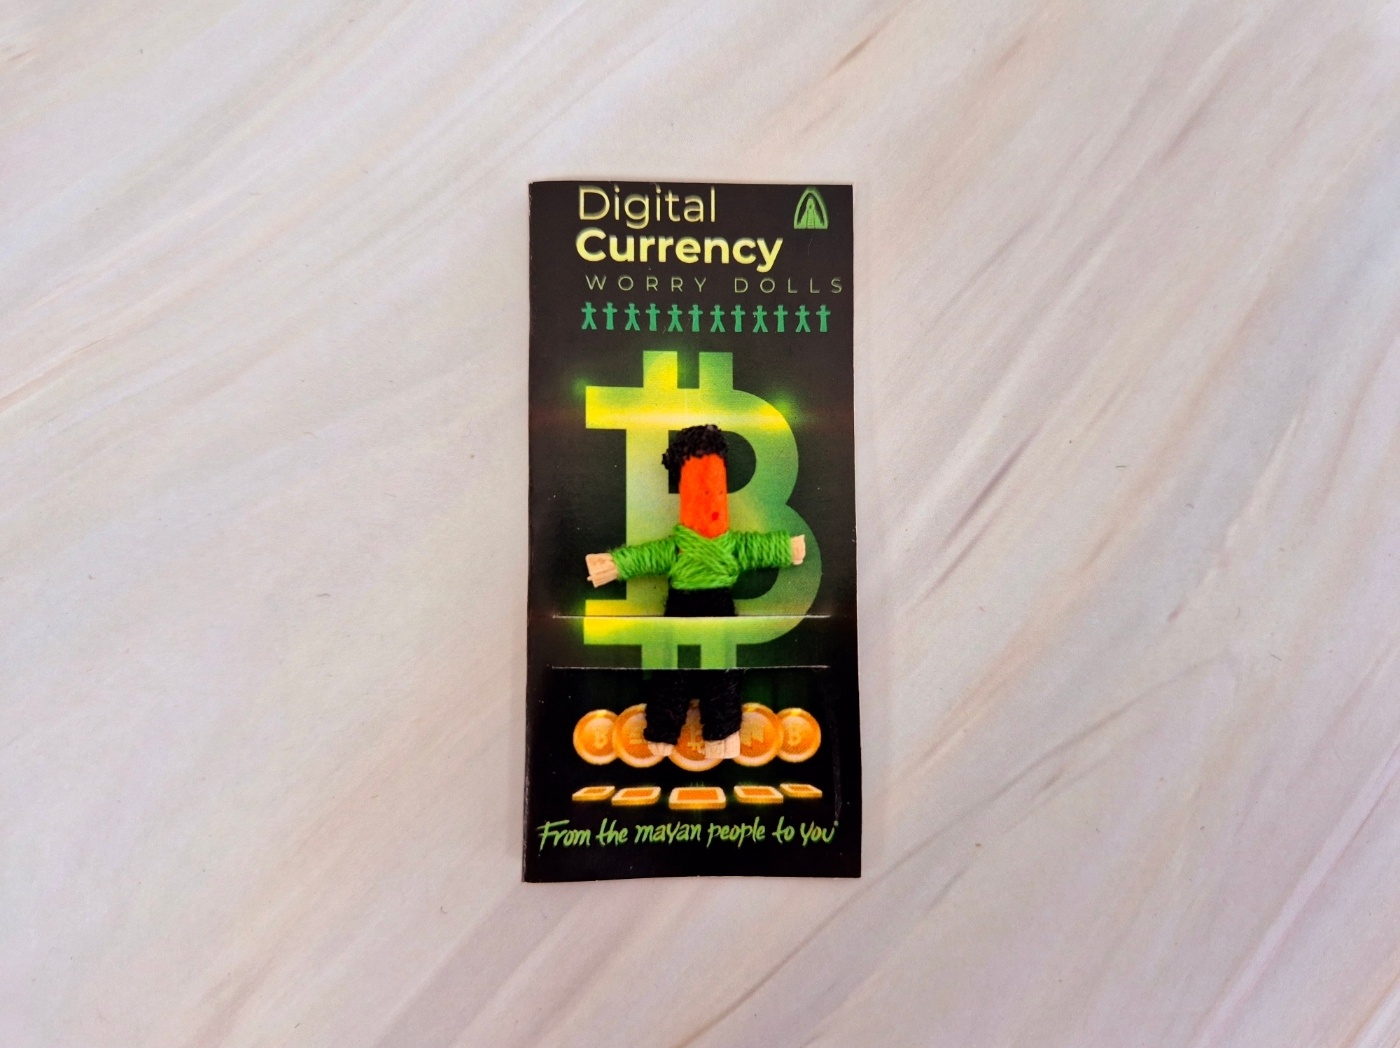 Digital
Currency
WORRY DOLLS
From the mayan people to you